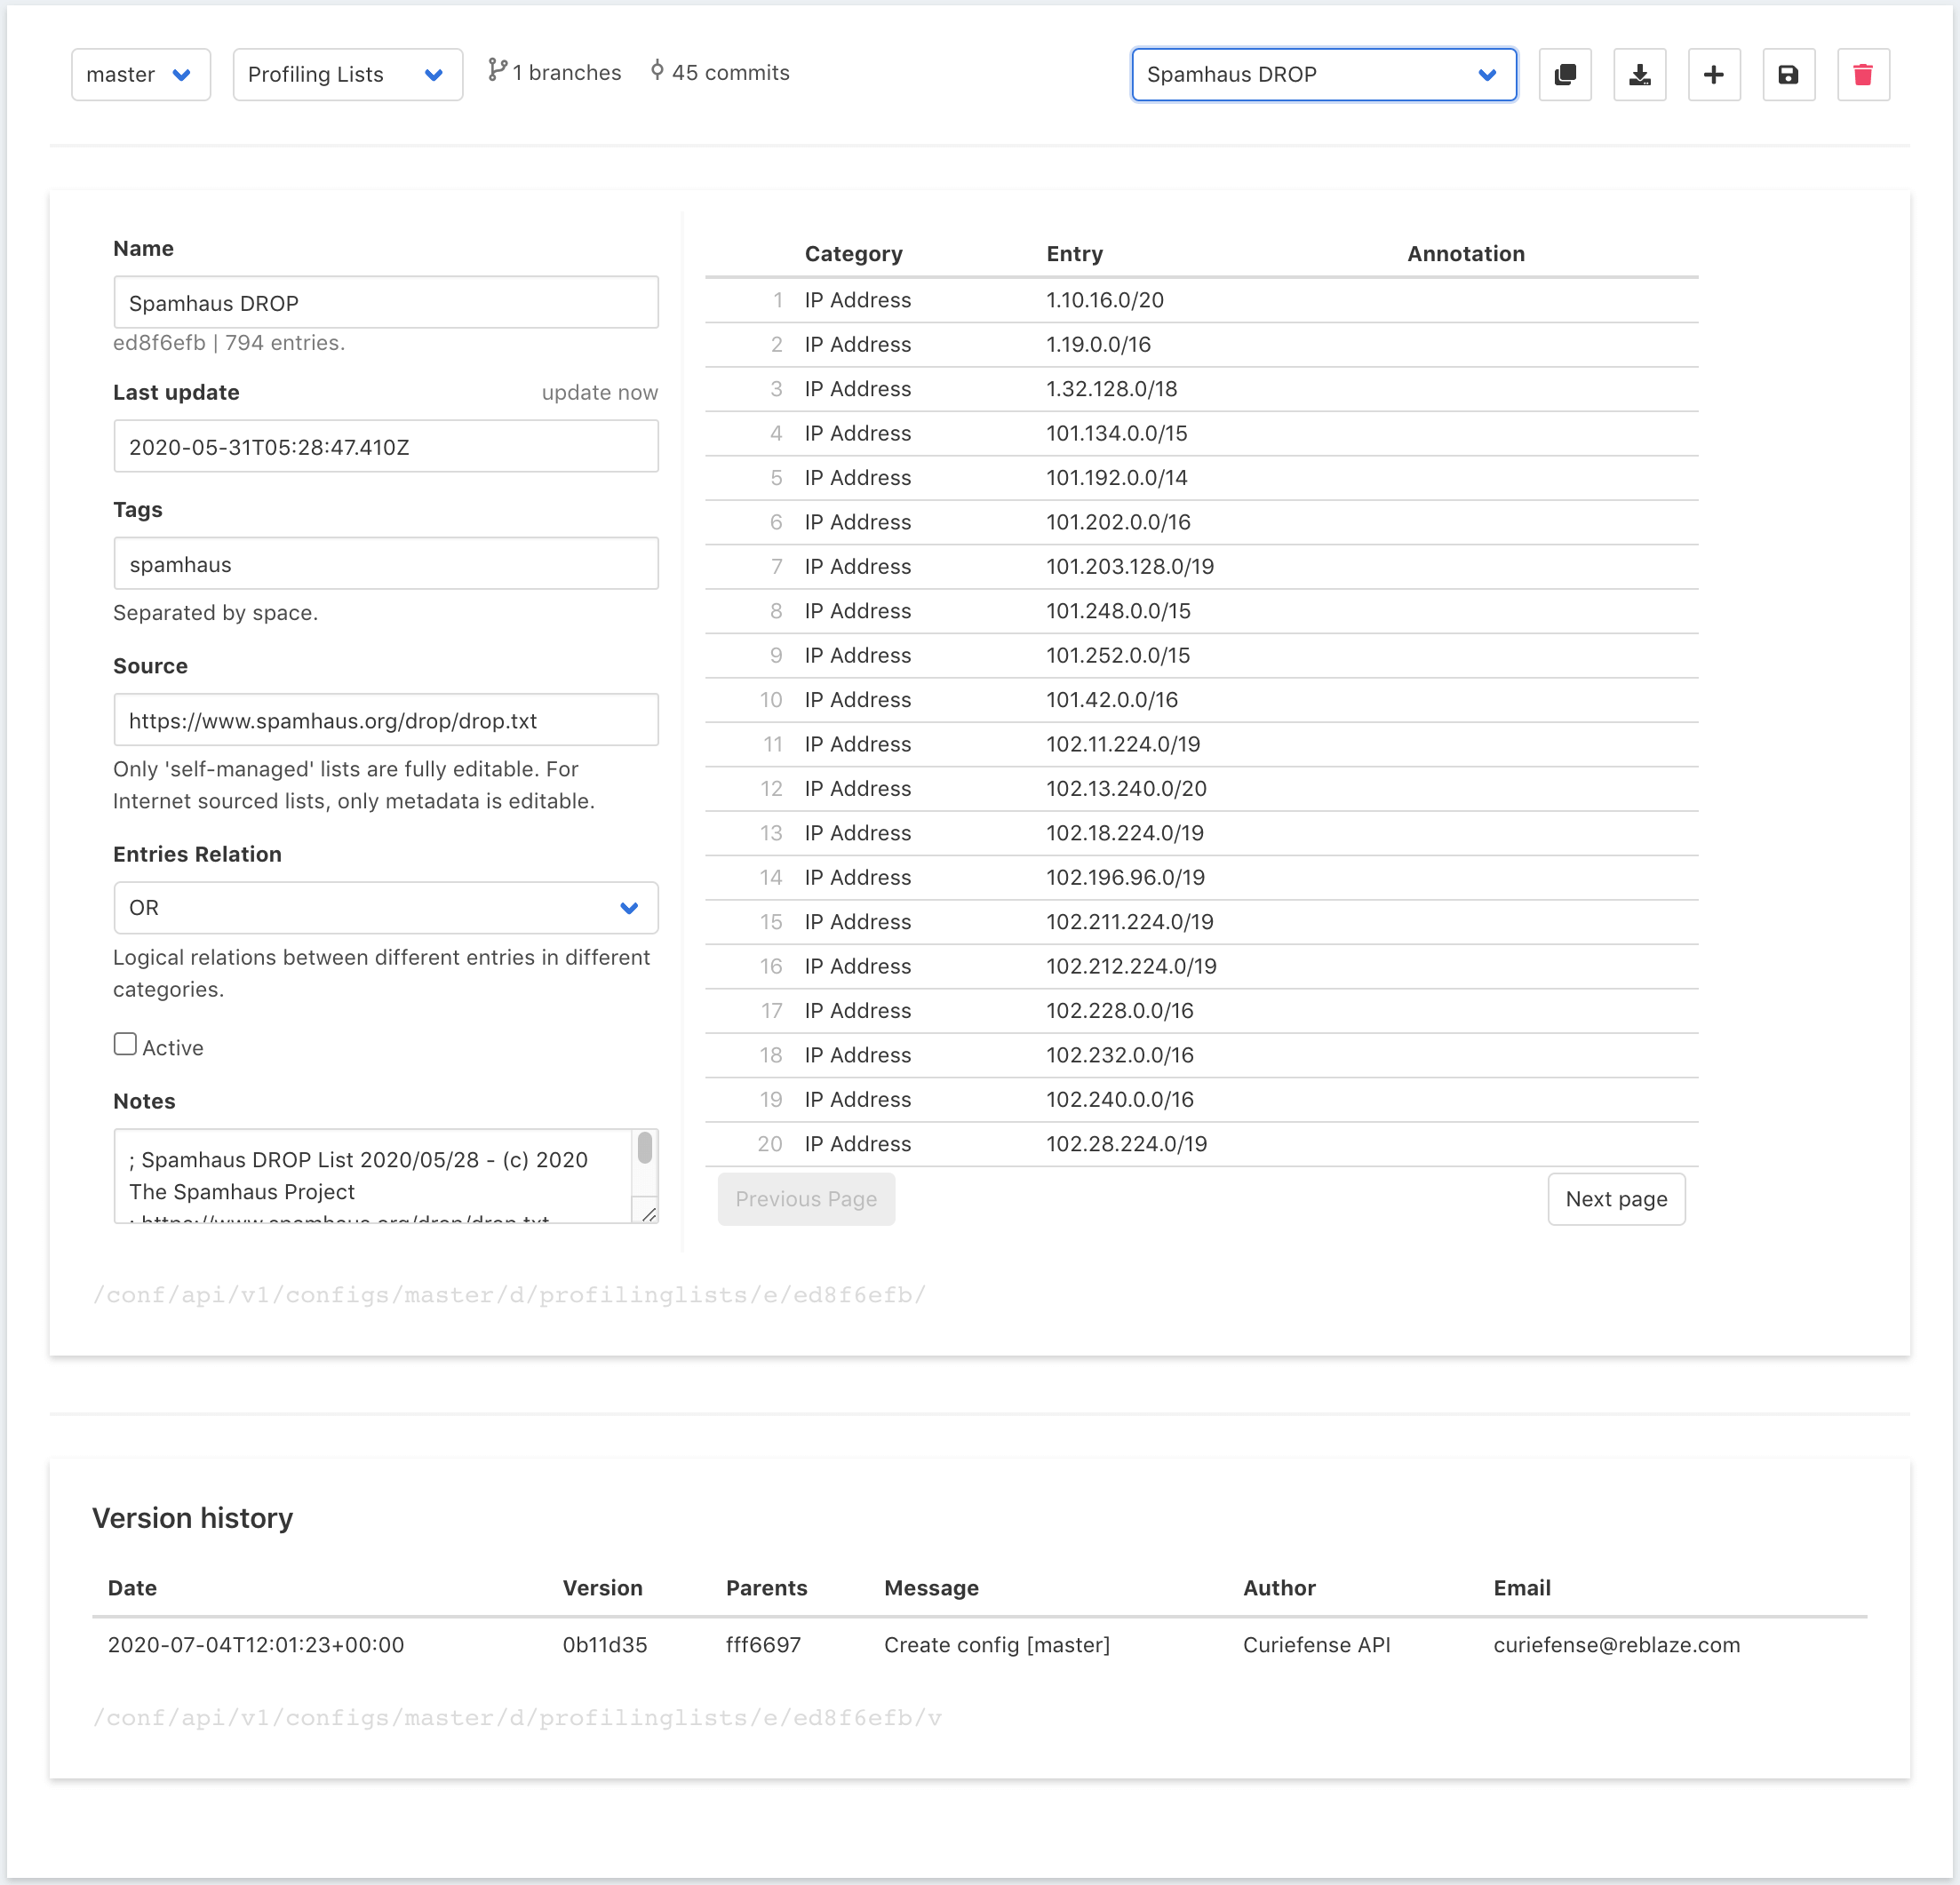 master Profiling Lists 1 branches 45 commits Spamhaus DROP
Name
Spamhaus DROP
ed8f6efb | 794 entries.
Last update update now
2020-05-31T05:28:47.410Z
Tags
spamhaus
Separated by space.
Source
https://www.spamhaus.org/drop/drop.txt
Only 'self-managed' lists are fully editable. For
Internet sourced lists, only metadata is editable.
Entries Relation
OR
Logical relations between different entries in different
categories.
Active
Notes
; Spamhaus DROP List 2020/05/28 - (c) 2020
The Spamhaus Project
; https://www.spamhaus.org/drop/drop.txt
Category Entry Annotation
1 IP Address 1.10.16.0/20
2 IP Address 1.19.0.0/16
3 IP Address 1.32.128.0/18
4 IP Address 101.134.0.0/15
5 IP Address 101.192.0.0/14
6 IP Address 101.202.0.0/16
7 IP Address 101.203.128.0/19
8 IP Address 101.248.0.0/15
9 IP Address 101.252.0.0/15
10 IP Address 101.42.0.0/16
11 IP Address 102.11.224.0/19
12 IP Address 102.13.240.0/20
13 IP Address 102.18.224.0/19
14 IP Address 102.196.96.0/19
15 IP Address 102.211.224.0/19
16 IP Address 102.212.224.0/19
17 IP Address 102.228.0.0/16
18 IP Address 102.232.0.0/16
19 IP Address 102.240.0.0/16
20 IP Address 102.28.224.0/19
Previous Page Next page
/conf/api/v1/configs/master/d/profilinglists/e/ed8f6efb/
Version history
Date Version Parents Message Author Email
2020-07-04T12:01:23+00:00 0b11d35 fff6697 Create config [master] Curiefense API curiefense@reblaze.com
/conf/api/v1/configs/master/d/profilinglists/e/ed8f6efb/v